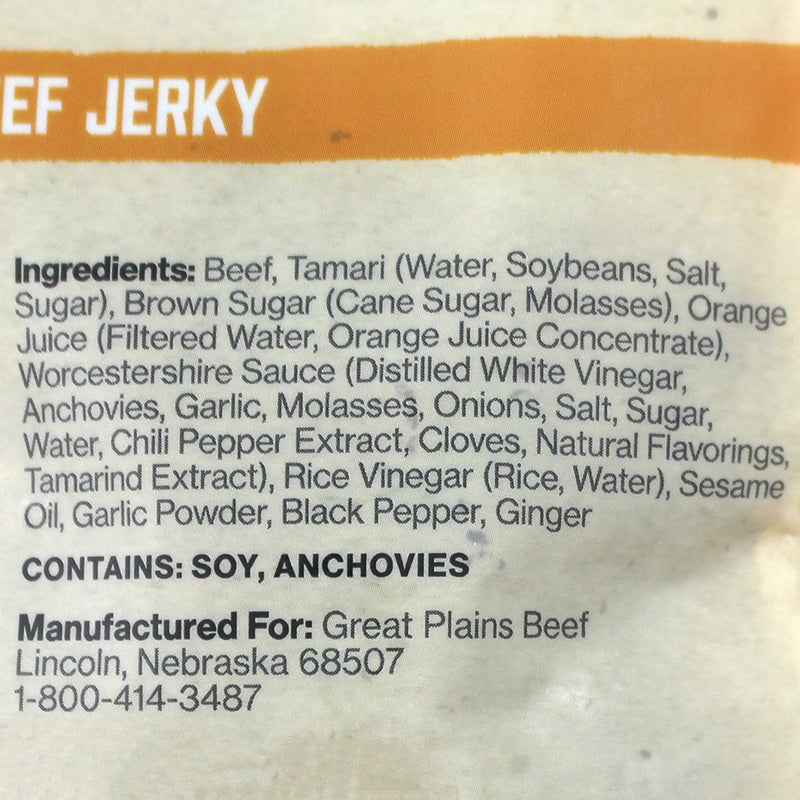 EF JERKY
Ingredients: Beef, Tamari (Water, Soybeans, Salt,
Sugar), Brown Sugar (Cane Sugar, Molasses), Orange
Juice (Filtered Water, Orange Juice Concentrate),
Worcestershire Sauce (Distilled White Vinegar,
Anchovies, Garlic, Molasses, Onions, Salt, Sugar,
Water, Chili Pepper Extract, Cloves, Natural Flavorings,
Tamarind Extract), Rice Vinegar (Rice, Water), Sesame
Oil, Garlic Powder, Black Pepper, Ginger
CONTAINS: SOY, ANCHOVIES
Manufactured For: Great Plains Beef
Lincoln, Nebraska 68507
1-800-414-3487